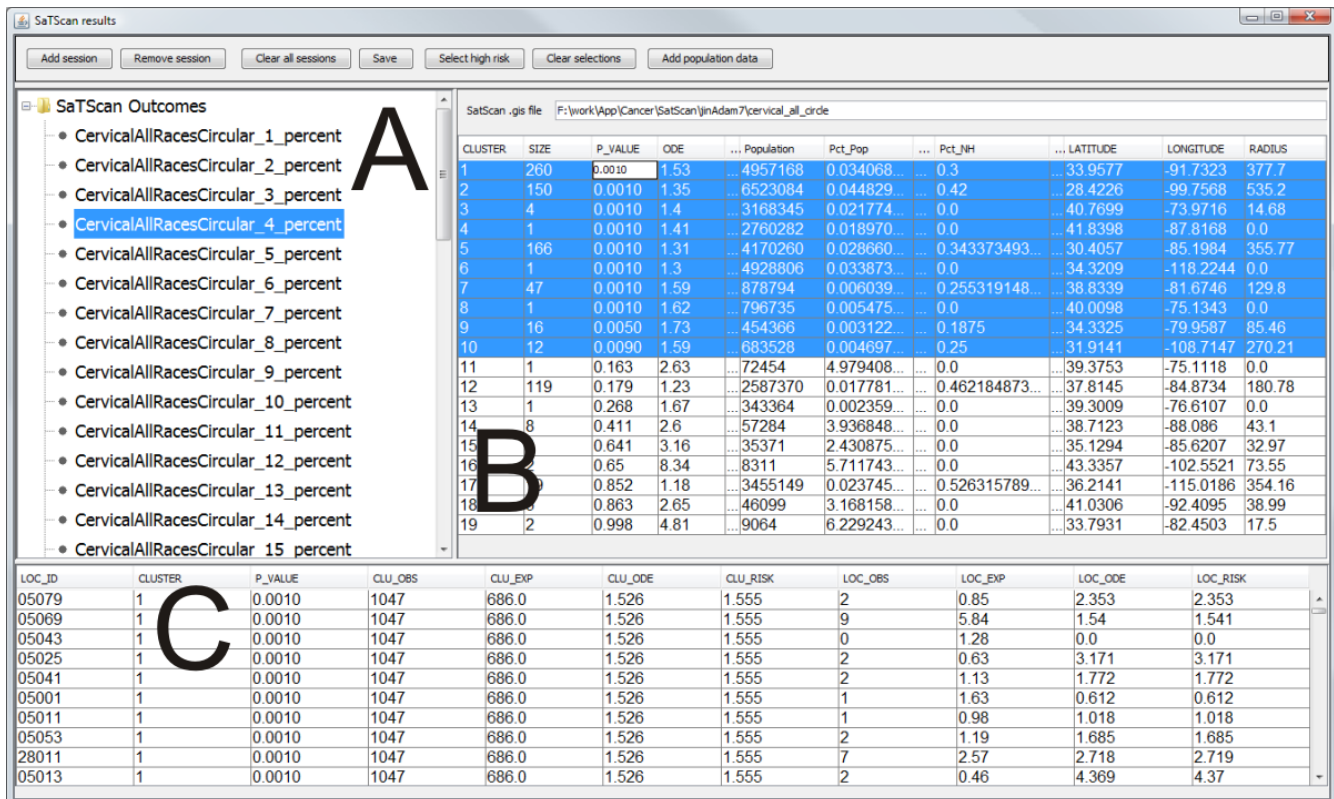 SaTScan results
Add session Remove session Clear all sessions Save Select high risk Clear selections Add population data
SaTScan Outcomes
CervicalAllRacesCircular_1_percent
CervicalAllRacesCircular_2_percent
CervicalAllRacesCircular_3_percent
CervicalAllRacesCircular_4_percent
CervicalAllRacesCircular_5_percent
CervicalAllRacesCircular_6_percent
CervicalAllRacesCircular_7_percent
CervicalAllRacesCircular_8_percent
CervicalAllRacesCircular_9_percent
CervicalAllRacesCircular_10_percent
CervicalAllRacesCircular_11_percent
CervicalAllRacesCircular_12_percent
CervicalAllRacesCircular_13_percent
CervicalAllRacesCircular_14_percent
CervicalAllRacesCircular_15_percent
A
SatScan .gis file F:\work\App\Cancer\SatScan\jinAdam7\cervical_all_circle
CLUSTER SIZE P_VALUE ODE ... Population Pct_Pop ... Pct_NH ... LATITUDE LONGITUDE RADIUS
1 260 0.0010 1.53 ... 4957168 0.034068... ... 0.3 ... 33.9577 -91.7323 377.7
2 150 0.0010 1.35 ... 6523084 0.044829... ... 0.42 ... 28.4226 -99.7568 535.2
3 4 0.0010 1.4 ... 3168345 0.021774... ... 0.0 ... 40.7699 -73.9716 14.68
4 1 0.0010 1.41 ... 2760282 0.018970... ... 0.0 ... 41.8398 -87.8168 0.0
5 166 0.0010 1.31 ... 4170260 0.028660... ... 0.343373493... ... 30.4057 -85.1984 355.77
6 1 0.0010 1.3 ... 4928806 0.033873... ... 0.0 ... 34.3209 -118.2244 0.0
7 47 0.0010 1.59 ... 878794 0.006039... ... 0.255319148... ... 38.8339 -81.6746 129.8
8 1 0.0010 1.62 ... 796735 0.005475... ... 0.0 ... 40.0098 -75.1343 0.0
9 16 0.0050 1.73 ... 454366 0.003122... ... 0.1875 ... 34.3325 -79.9587 85.46
10 12 0.0090 1.59 ... 683528 0.004697... ... 0.25 ... 31.9141 -108.7147 270.21
11 1 0.163 2.63 ... 72454 4.979408... ... 0.0 ... 39.3753 -75.1118 0.0
12 119 0.179 1.23 ... 2587370 0.017781... ... 0.462184873... ... 37.8145 -84.8734 180.78
13 1 0.268 1.67 ... 343364 0.002359... ... 0.0 ... 39.3009 -76.6107 0.0
14 8 0.411 2.6 ... 57284 3.936848... ... 0.0 ... 38.7123 -88.086 43.1
15 0.641 3.16 ... 35371 2.430875... ... 0.0 ... 35.1294 -85.6207 32.97
16 0.65 8.34 ... 8311 5.711743... ... 0.0 ... 43.3357 -102.5521 73.55
17 0.852 1.18 ... 3455149 0.023745... ... 0.526315789... ... 36.2141 -115.0186 354.16
18 0.863 2.65 ... 46099 3.168158... ... 0.0 ... 41.0306 -92.4095 38.99
19 2 0.998 4.81 ... 9064 6.229243... ... 0.0 ... 33.7931 -82.4503 17.5
B
LOC_ID CLUSTER P_VALUE CLU_OBS CLU_EXP CLU_ODE CLU_RISK LOC_OBS LOC_EXP LOC_ODE LOC_RISK
05079 1 0.0010 1047 686.0 1.526 1.555 2 0.85 2.353 2.353
05069 1 0.0010 1047 686.0 1.526 1.555 9 5.84 1.54 1.541
05043 1 0.0010 1047 686.0 1.526 1.555 0 1.28 0.0 0.0
05025 1 0.0010 1047 686.0 1.526 1.555 2 0.63 3.171 3.171
05041 1 0.0010 1047 686.0 1.526 1.555 2 1.13 1.772 1.772
05001 1 0.0010 1047 686.0 1.526 1.555 1 1.63 0.612 0.612
05011 1 0.0010 1047 686.0 1.526 1.555 1 0.98 1.018 1.018
05053 1 0.0010 1047 686.0 1.526 1.555 2 1.19 1.685 1.685
28011 1 0.0010 1047 686.0 1.526 1.555 7 2.57 2.718 2.719
05013 1 0.0010 1047 686.0 1.526 1.555 2 0.46 4.369 4.37
C